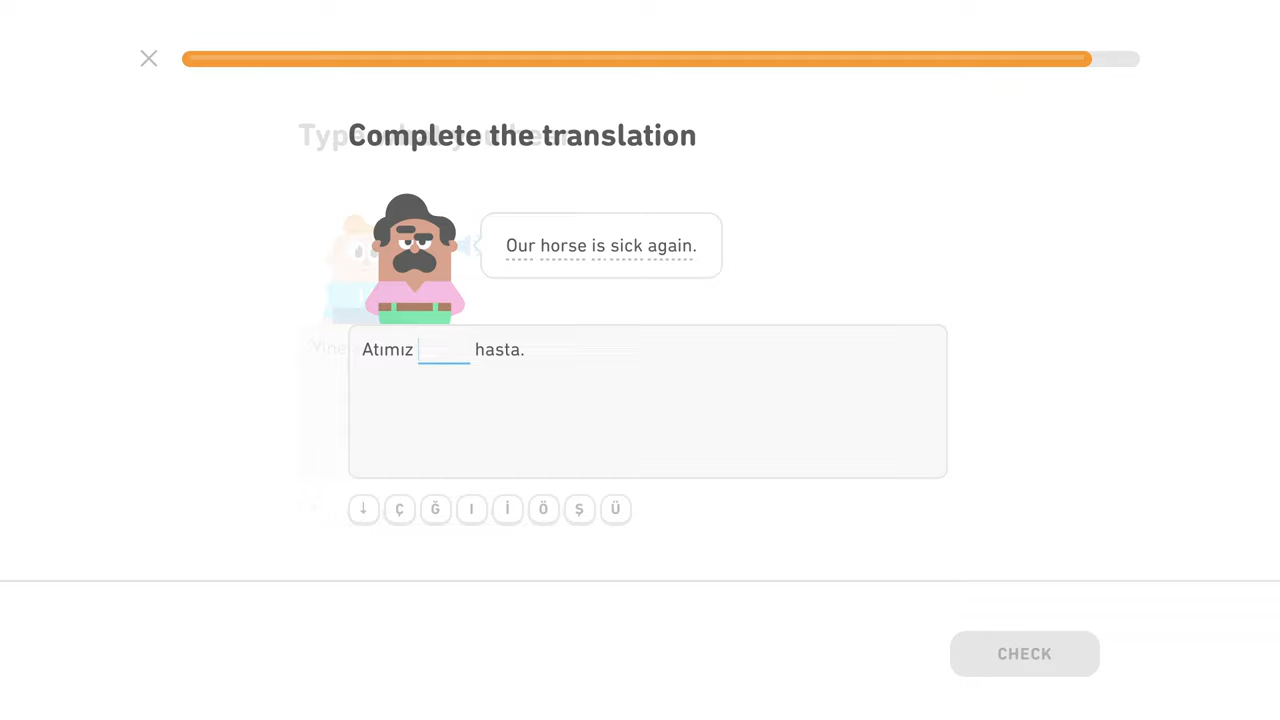 Complete the translation
Our horse is sick again.
Atımız hasta.
↓ Ç Ğ I İ Ö Ş Ü
CHECK